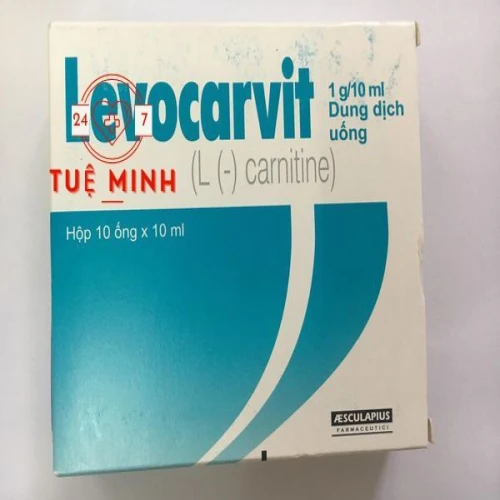 Levocarvit
1 g/10 ml
Dung dịch
uống
24 7
TUỆ MINH
(L (-) carnitine)
Hộp 10 ống x 10 ml
ÆSCULAPIUS
FARMACEUTICI